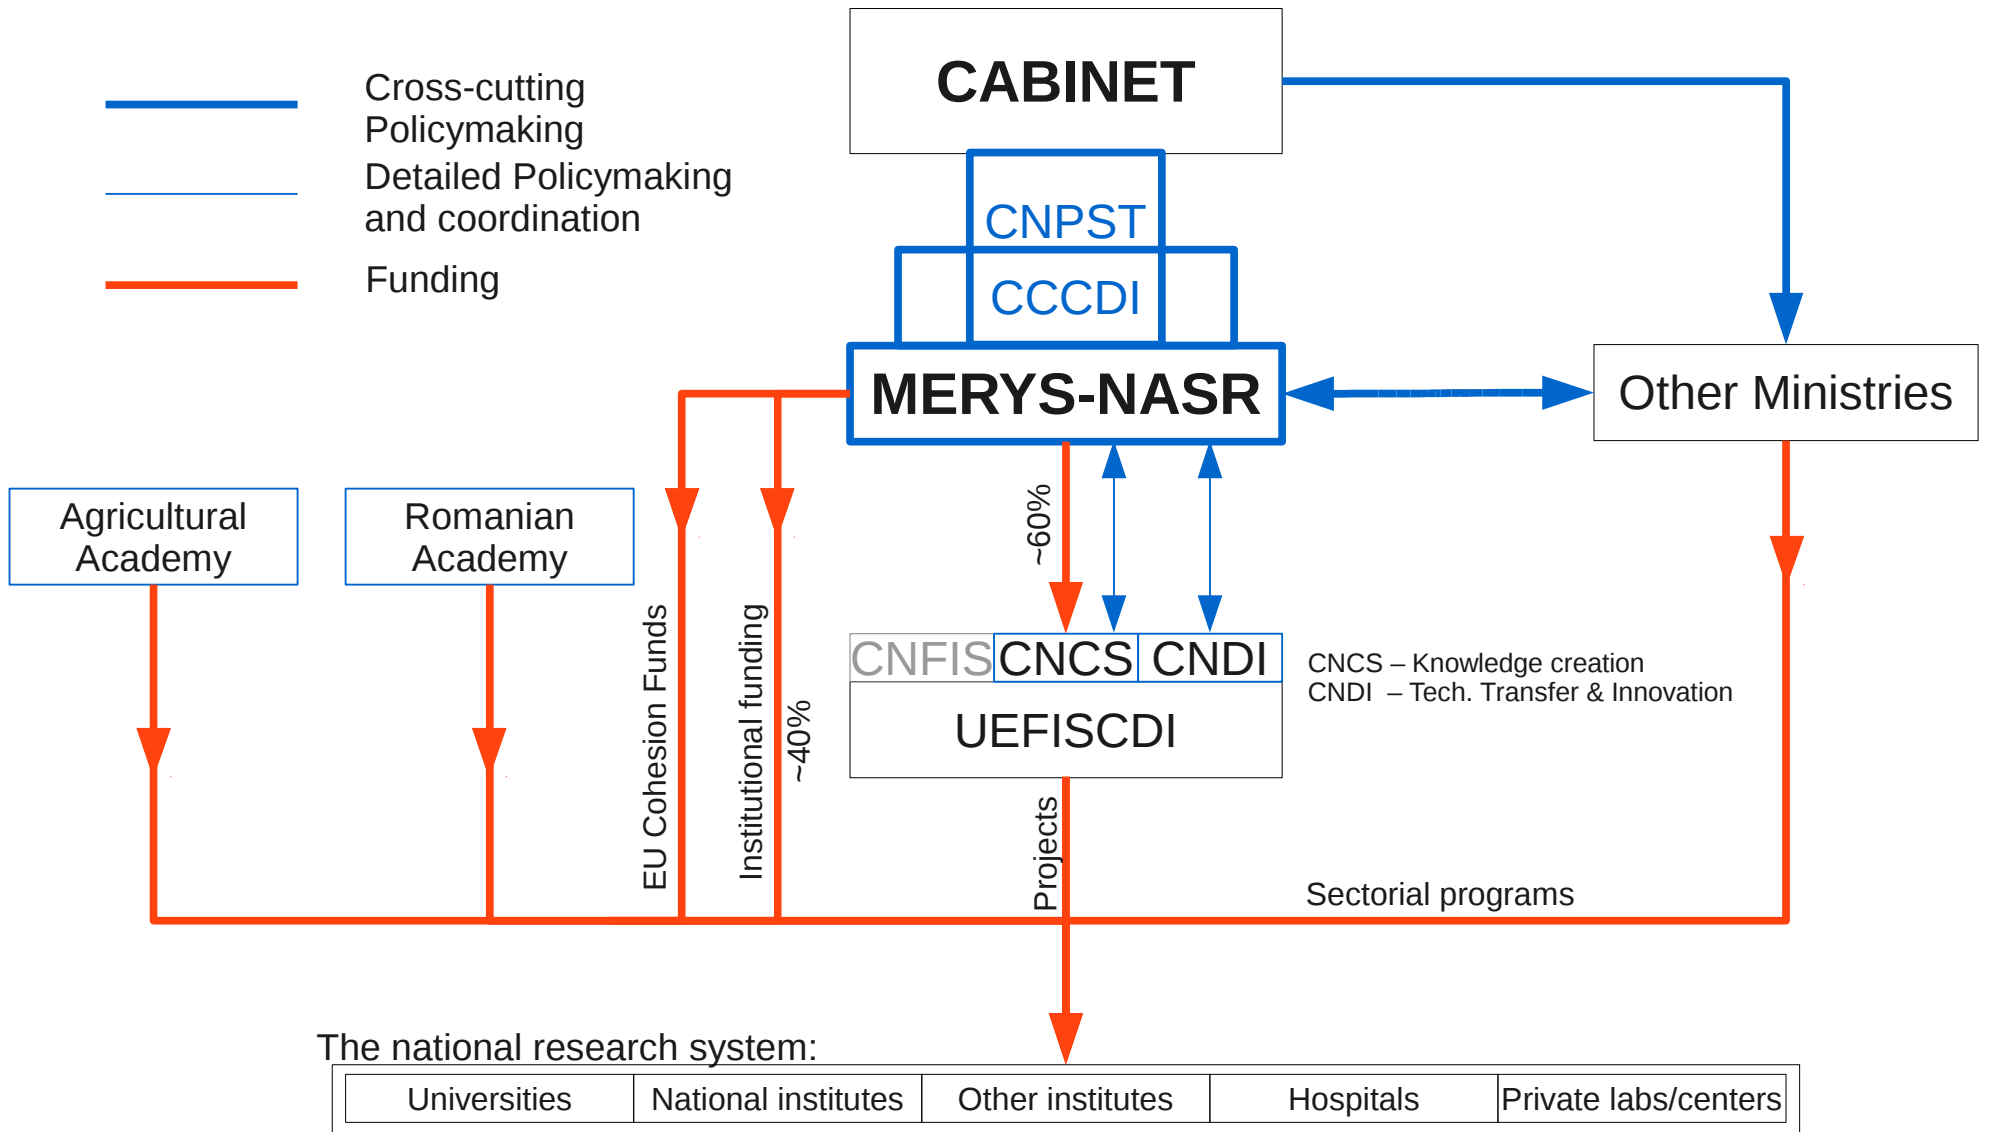 CABINET
Cross-cutting
Policymaking
Detailed Policymaking
and coordination
Funding
CNPST
CCCDI
MERYS-NASR
Other Ministries
Agricultural
Academy
Romanian
Academy
~60%
EU Cohesion Funds
Institutional funding
~40%
CNFIS
CNCS
CNDI
CNCS – Knowledge creation
CNDI – Tech. Transfer & Innovation
UEFISCDI
Projects
Sectorial programs
The national research system:
Universities
National institutes
Other institutes
Hospitals
Private labs/centers